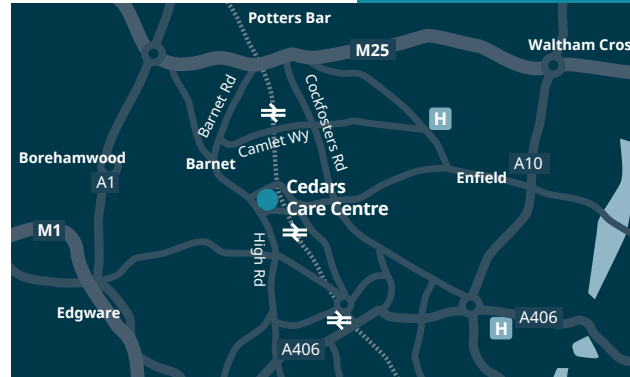 Potters Bar
M25
Waltham Cros
Barnet Rd
Cockfosters Rd
H
Camlet Wy
Borehamwood
Barnet
A10
A1
Enfield
Cedars
Care Centre
M1
High Rd
Edgware
A406
H
A406